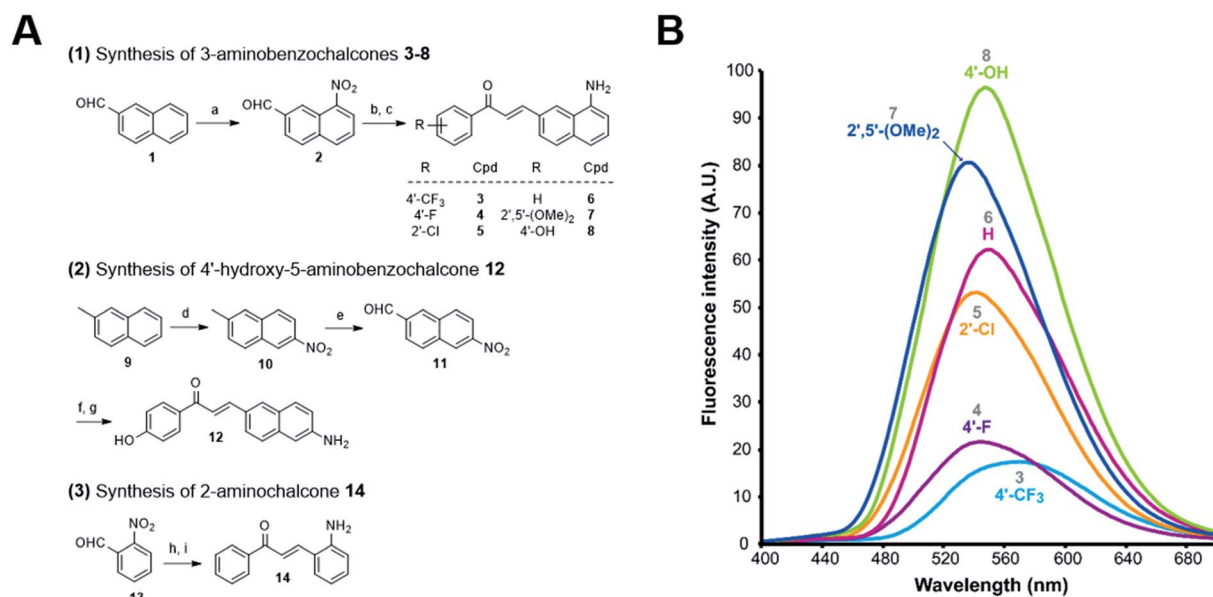 A
(1) Synthesis of 3-aminobenzochalcones 3-8
OHC
1
a
NO₂
OHC
2
b, c
O
NH₂
R
R Cpd R Cpd
4'-CF₃ 3 H 6
4'-F 4 2',5'-(OMe)₂ 7
2'-Cl 5 4'-OH 8
(2) Synthesis of 4'-hydroxy-5-aminobenzochalcone 12
9
d
NO₂
10
e
OHC
NO₂
11
f, g
O
HO
12
NH₂
(3) Synthesis of 2-aminochalcone 14
NO₂
OHC
13
h, i
O
NH₂
14
B
Fluorescence intensity (A.U.)
100
90
80
70
60
50
40
30
20
10
0
8
4'-OH
7
2',5'-(OMe)₂
6
H
5
2'-Cl
4
4'-F
3
4'-CF₃
400 440 480 520 560 600 640 680
Wavelength (nm)